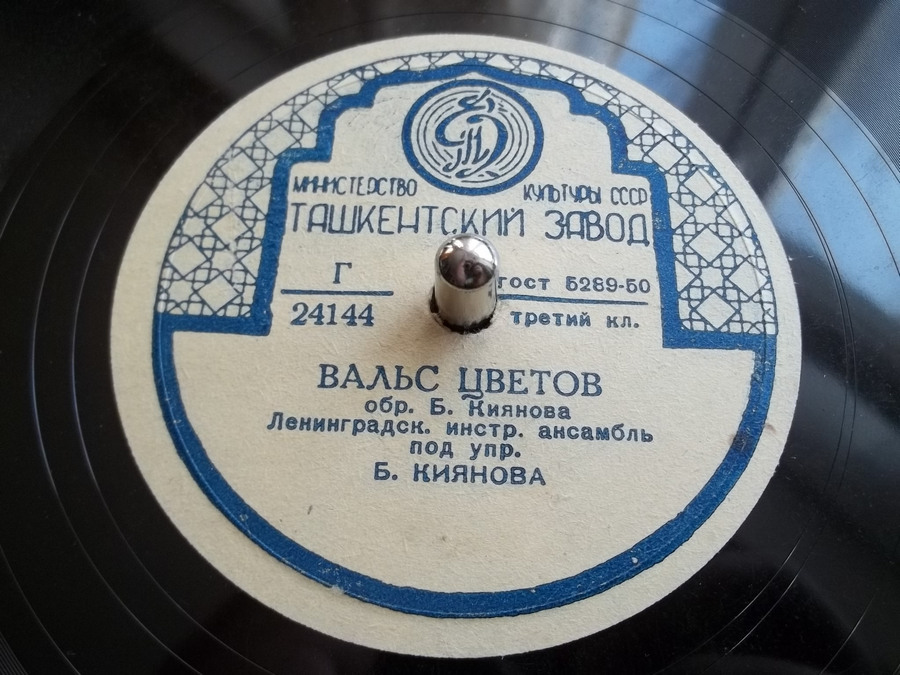 МИНИСТЕРСТВО КУЛЬТУРЫ СССР
ТАШКЕНТСКИЙ ЗАВОД
Г ГОСТ 5289-50
24144 третий кл.
ВАЛЬС ЦВЕТОВ
обр. Б. Киянова
Ленинградск. инстр. ансамбль
под упр.
Б. КИЯНОВА